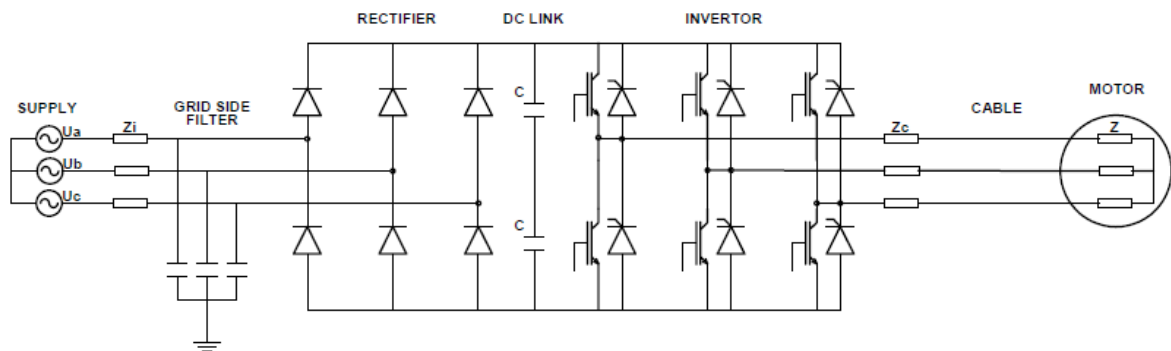 RECTIFIER
DC LINK
INVERTOR
SUPPLY
GRID SIDE
FILTER
CABLE
MOTOR
C
Ua
Zi
Zc
Z
Ub
Uc
C